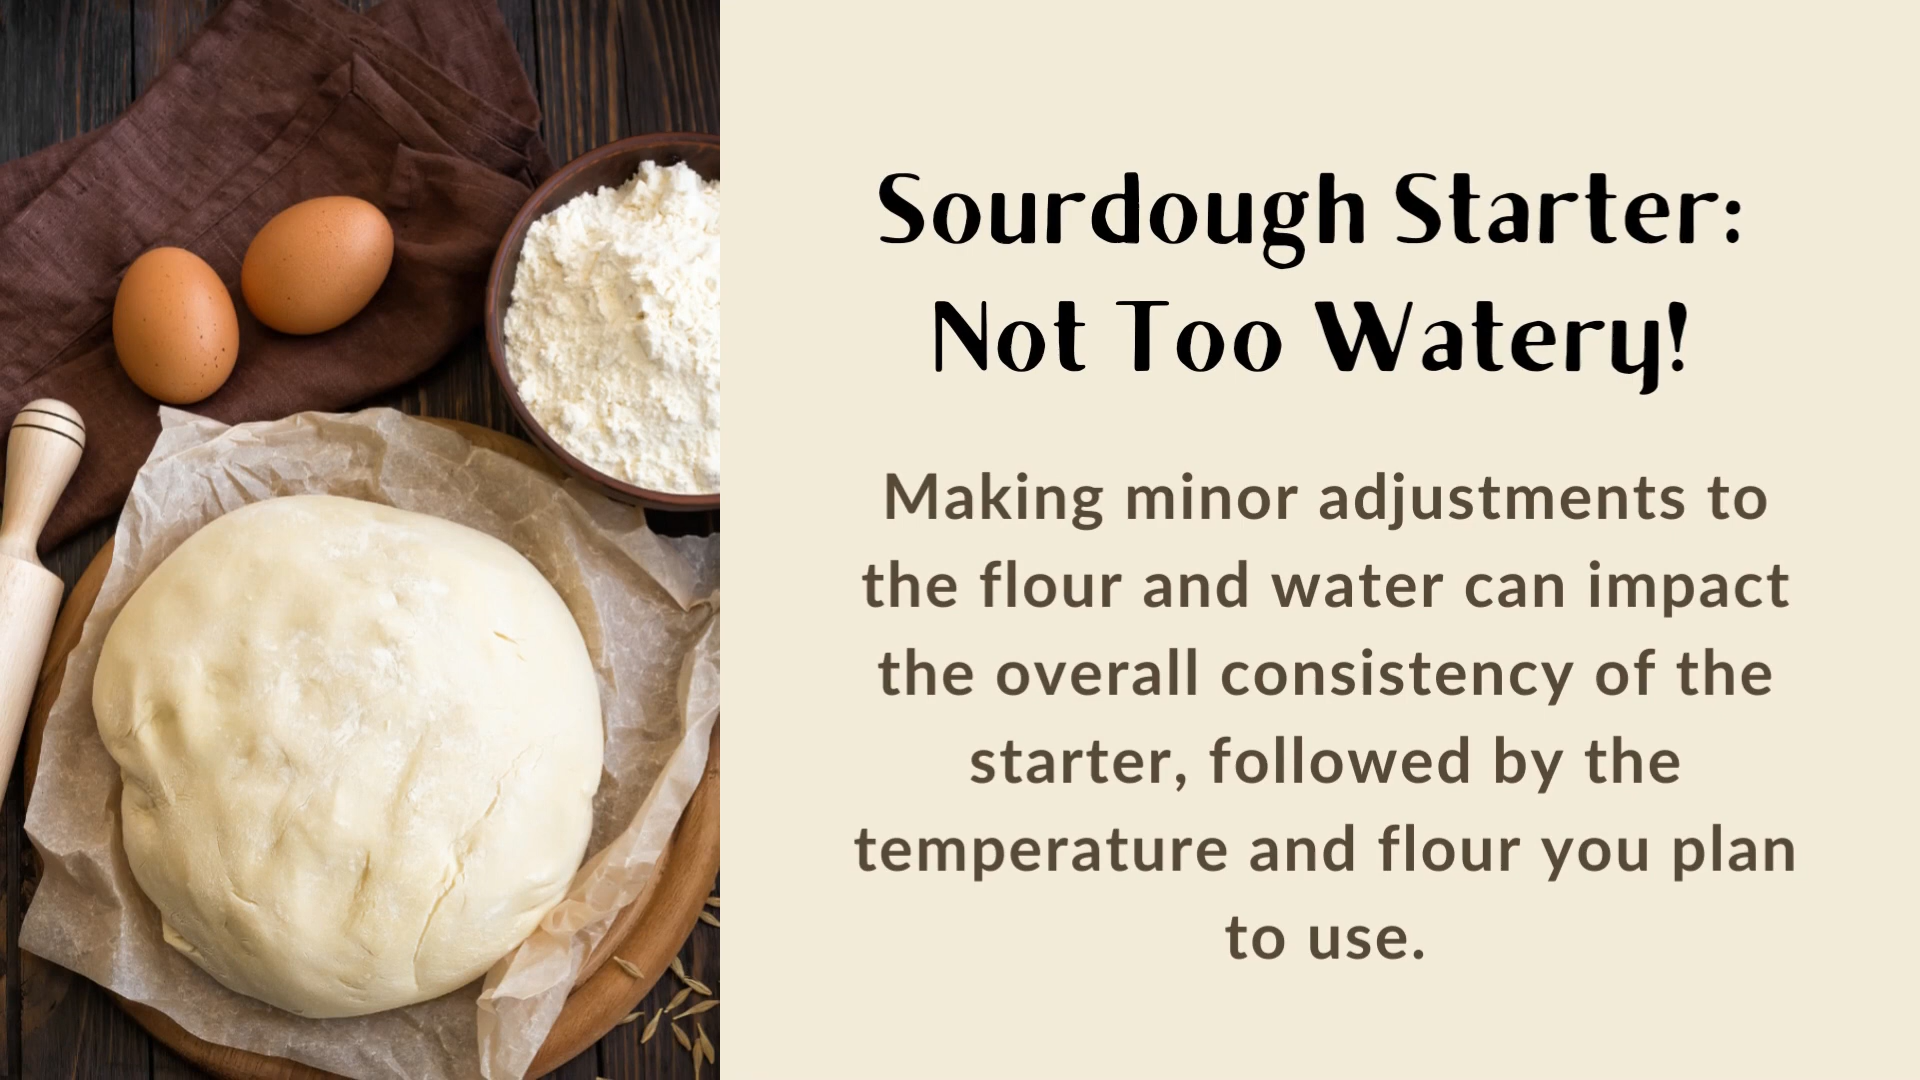 Sourdough Starter:
Not Too Watery!
Making minor adjustments to
the flour and water can impact
the overall consistency of the
starter, followed by the
temperature and flour you plan
to use.